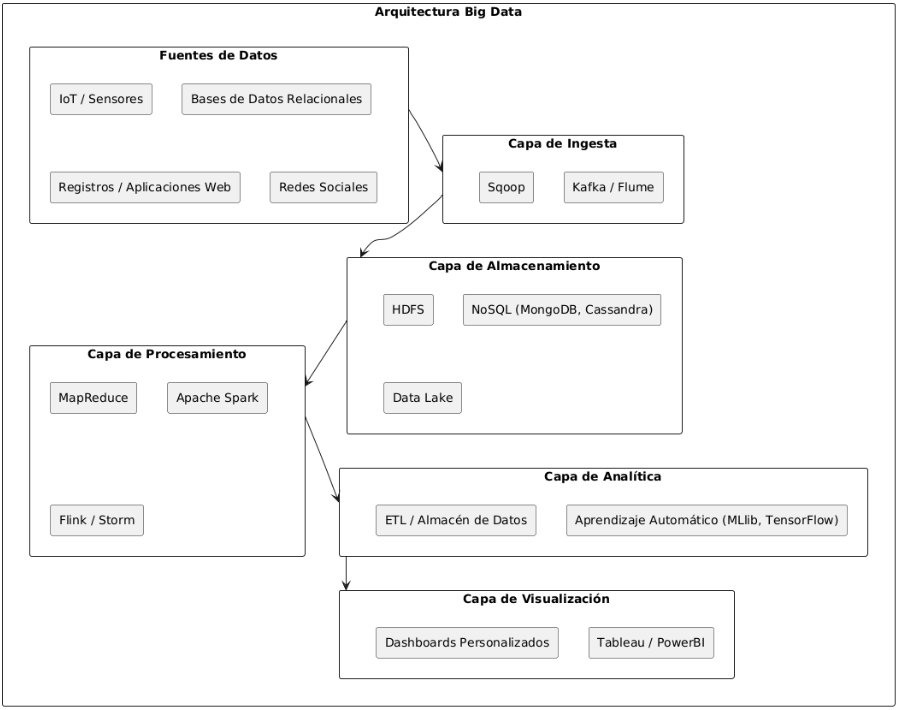 Arquitectura Big Data
Fuentes de Datos
IoT / Sensores
Bases de Datos Relacionales
Registros / Aplicaciones Web
Redes Sociales
Capa de Ingesta
Sqoop
Kafka / Flume
Capa de Almacenamiento
HDFS
NoSQL (MongoDB, Cassandra)
Data Lake
Capa de Procesamiento
MapReduce
Apache Spark
Flink / Storm
Capa de Analítica
ETL / Almacén de Datos
Aprendizaje Automático (MLlib, TensorFlow)
Capa de Visualización
Dashboards Personalizados
Tableau / PowerBI